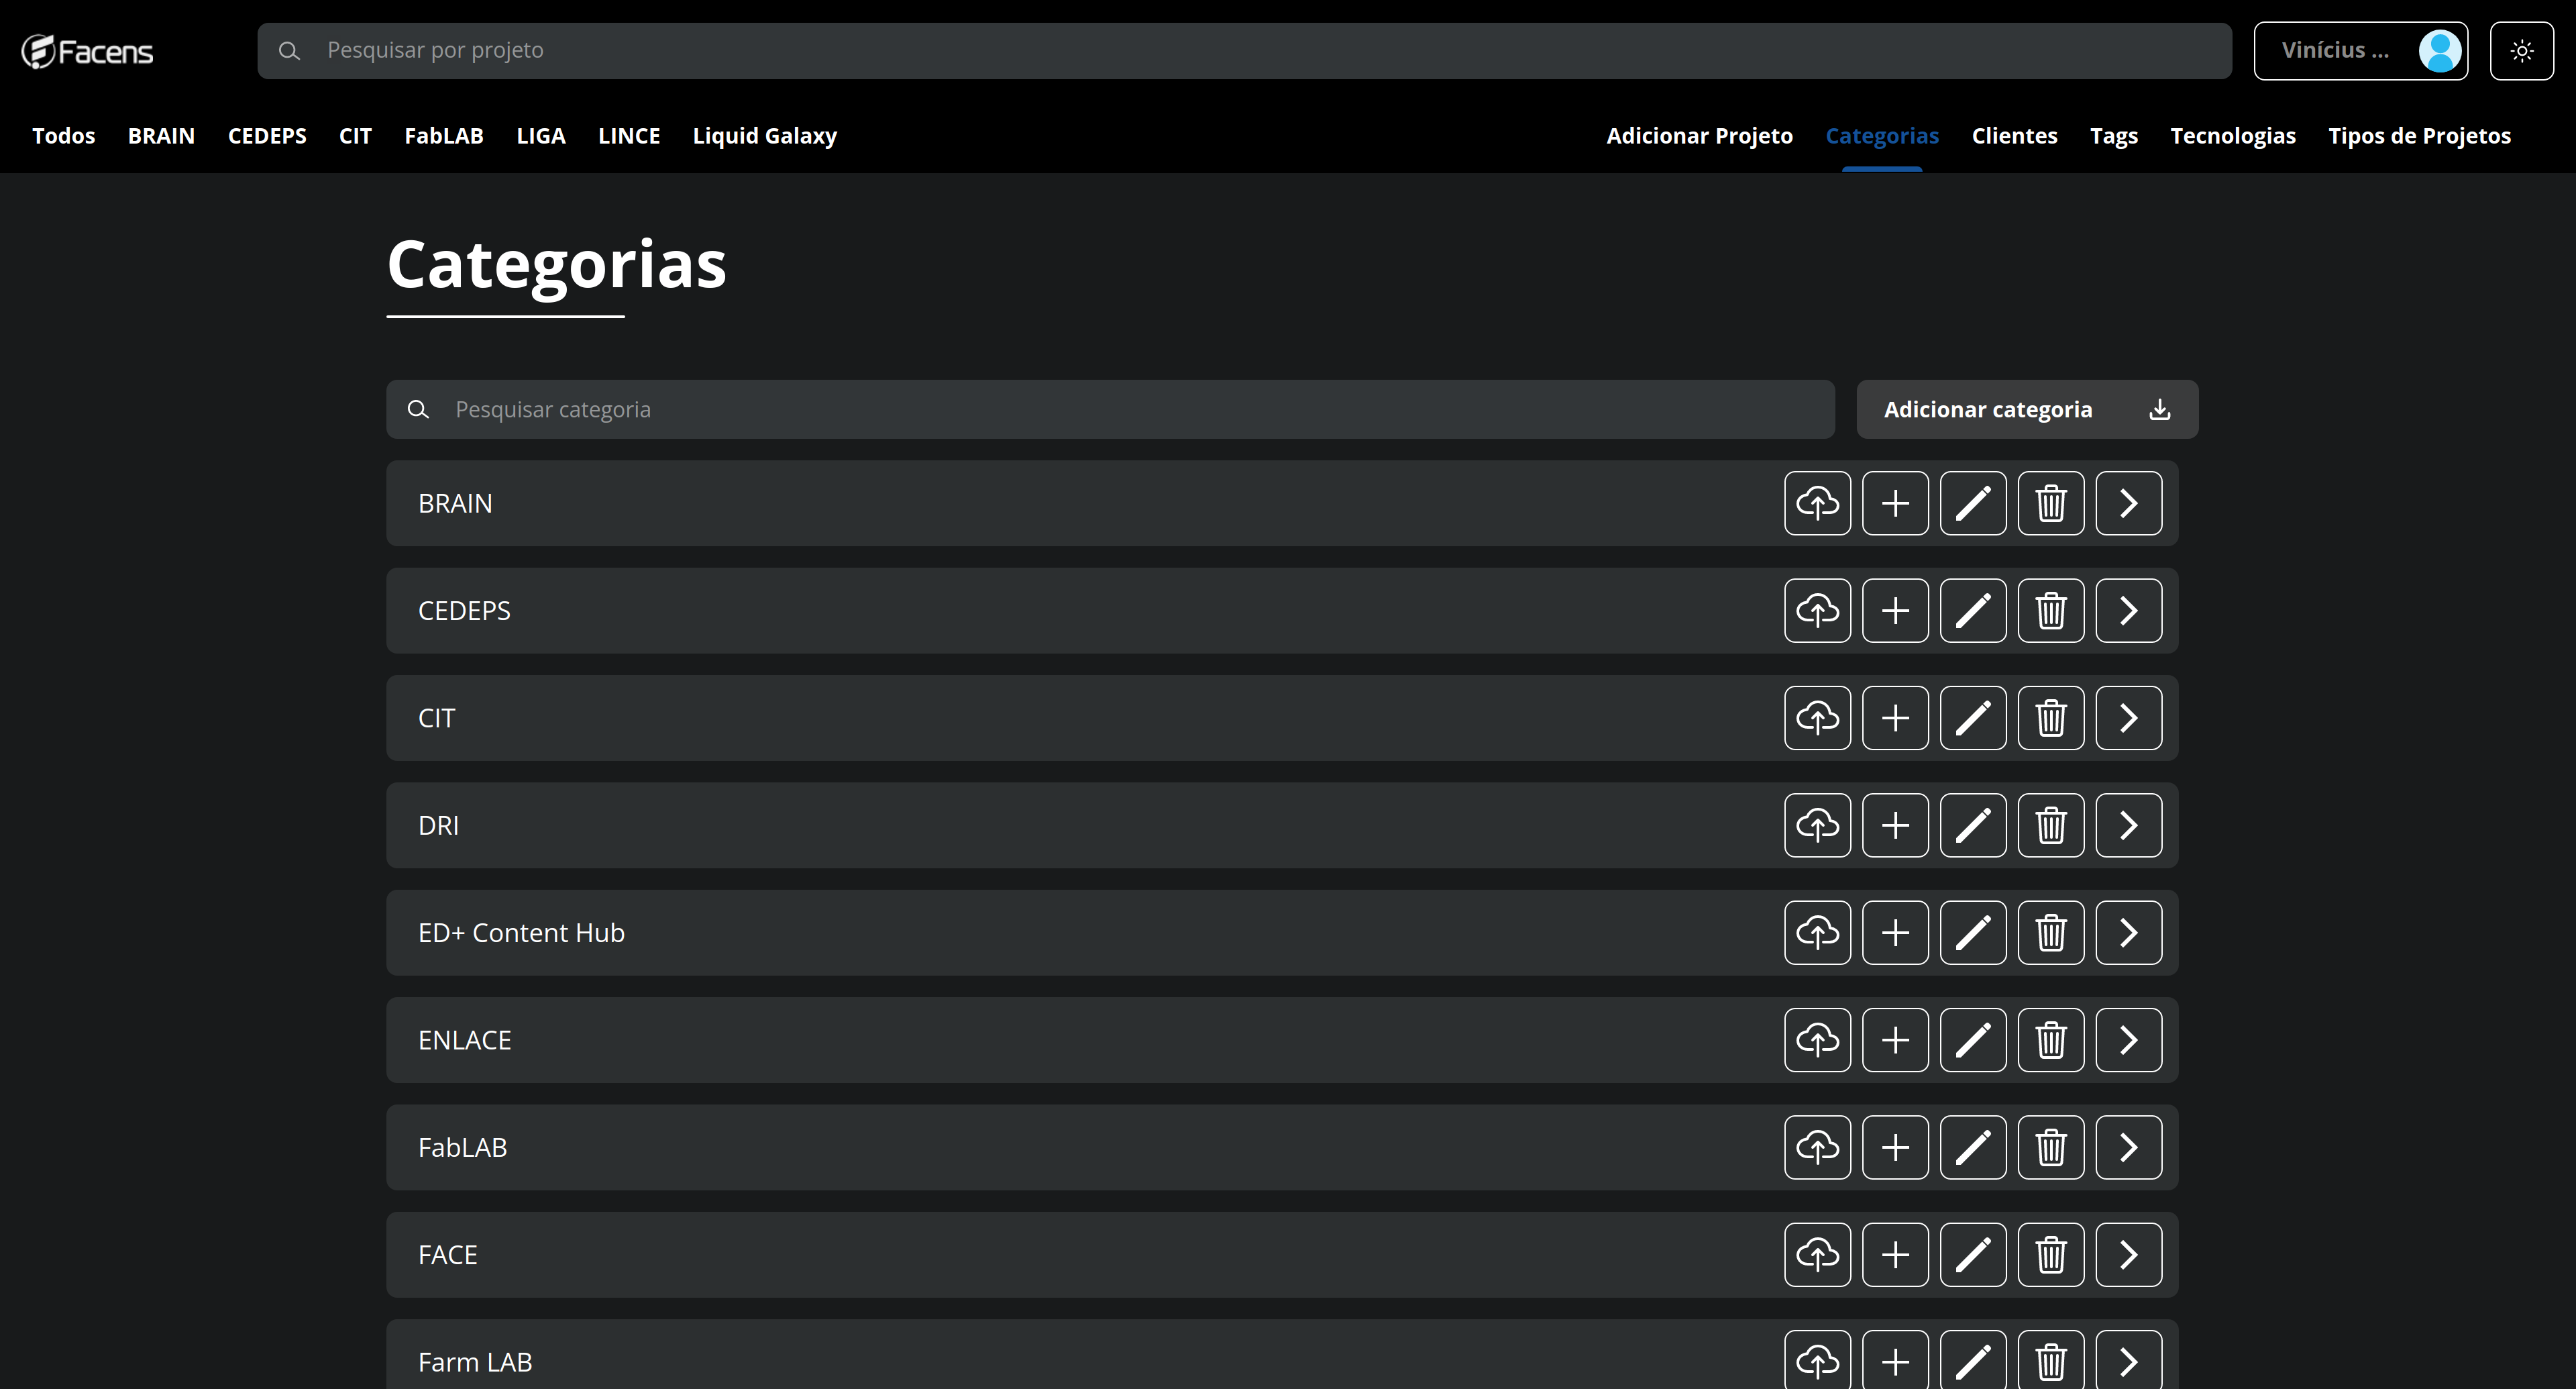 Facens
Pesquisar por projeto
Vinícius ...
Todos BRAIN CEDEPS CIT FabLAB LIGA LINCE Liquid Galaxy Adicionar Projeto Categorias Clientes Tags Tecnologias Tipos de Projetos
Categorias
Pesquisar categoria
Adicionar categoria
BRAIN
CEDEPS
CIT
DRI
ED+ Content Hub
ENLACE
FabLAB
FACE
Farm LAB